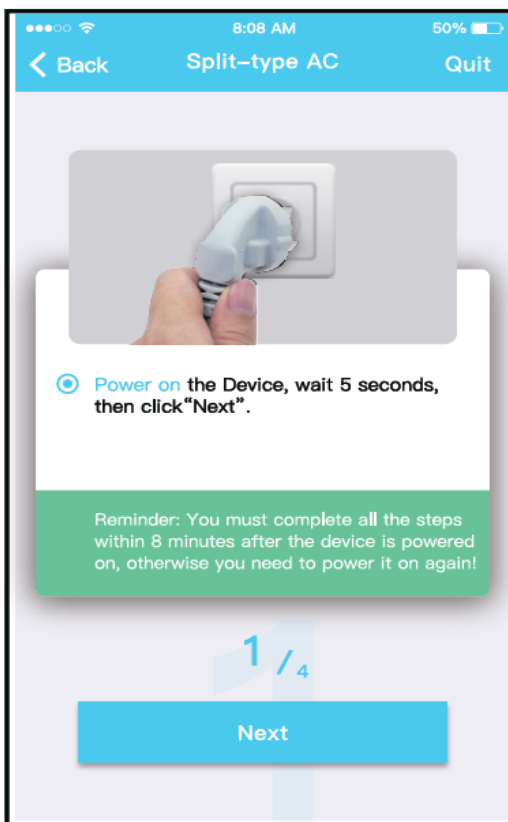 8:08 AM
50%
Back
Split-type AC
Quit
Power on the Device, wait 5 seconds,
then click“Next”.
Reminder: You must complete all the steps
within 8 minutes after the device is powered
on, otherwise you need to power it on again!
1 / 4
Next